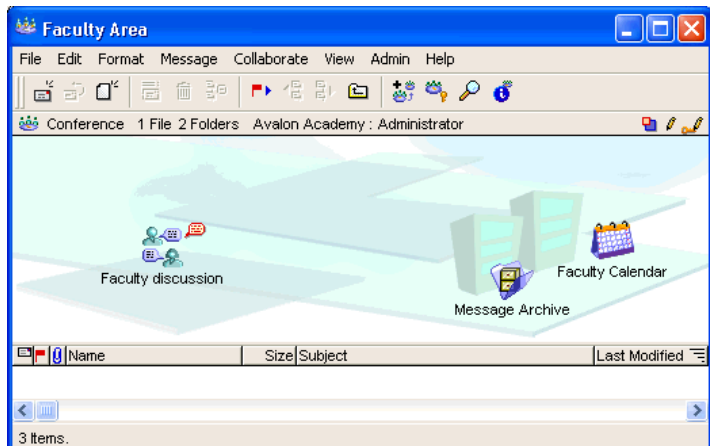 Faculty Area
File Edit Format Message Collaborate View Admin Help
Conference 1 File 2 Folders Avalon Academy : Administrator
Faculty discussion
Faculty Calendar
Message Archive
Name Size Subject Last Modified
3 Items.